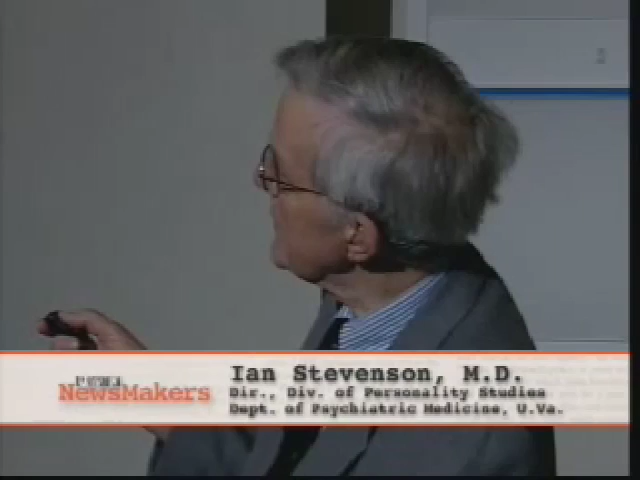 NewsMakers
Ian Stevenson, M.D.
Dir., Div. of Personality Studies
Dept. of Psychiatric Medicine, U.Va.